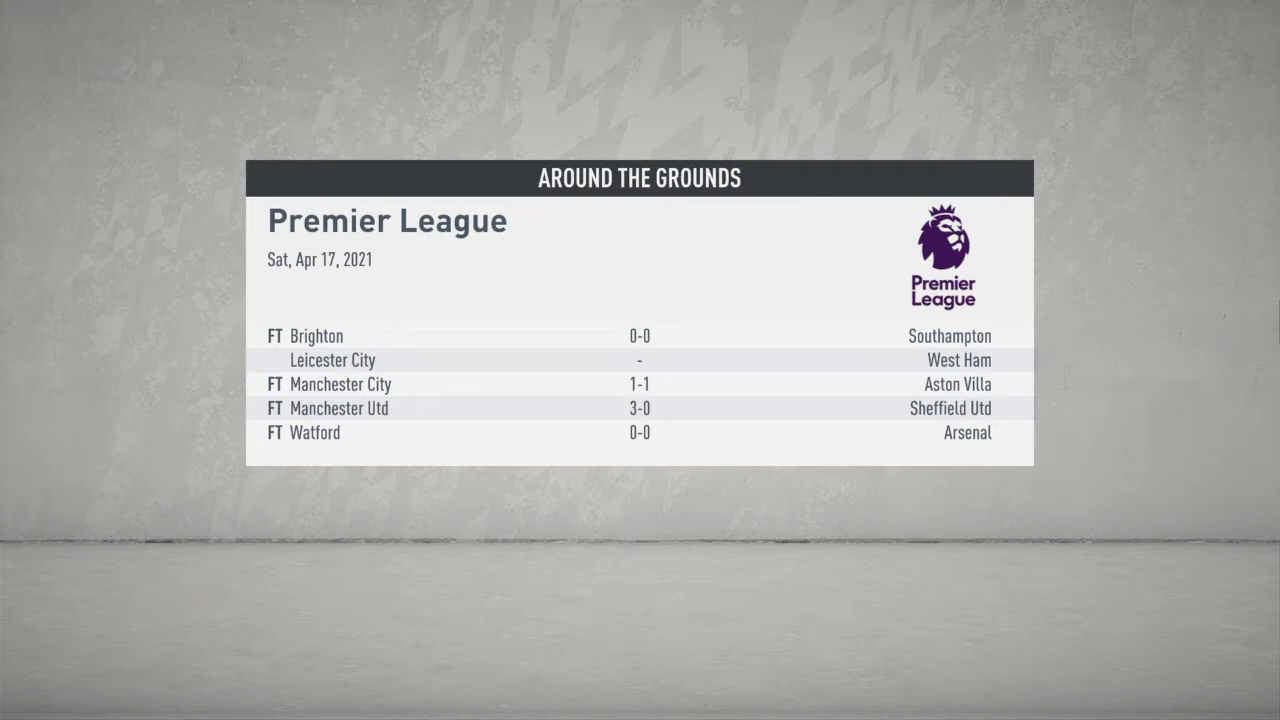 AROUND THE GROUNDS
Premier League
Sat, Apr 17, 2021
Premier
League
FT Brighton 0-0 Southampton
Leicester City - West Ham
FT Manchester City 1-1 Aston Villa
FT Manchester Utd 3-0 Sheffield Utd
FT Watford 0-0 Arsenal